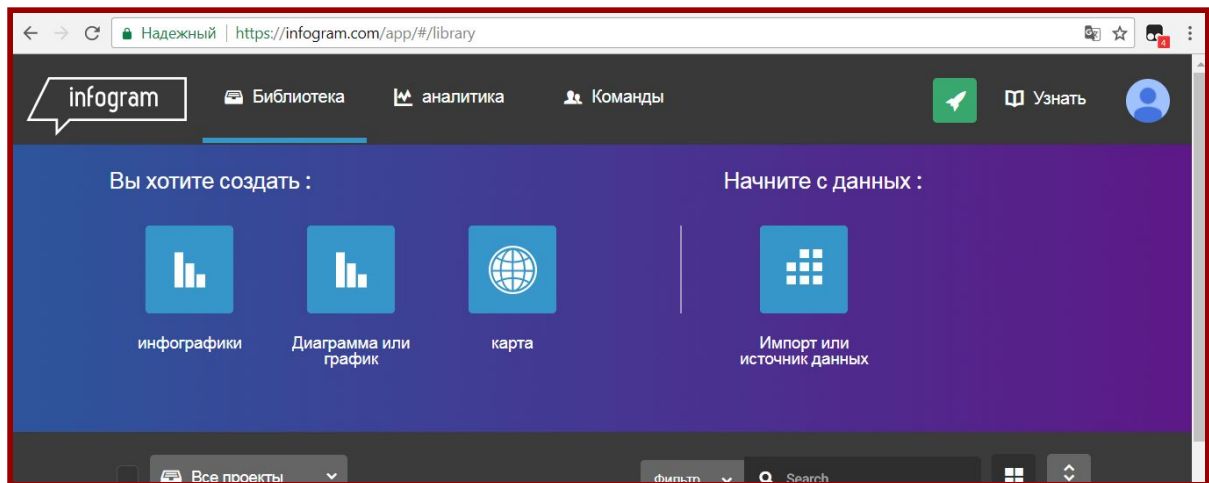 Надежный | https://infogram.com/app/#/library
4
infogram
Библиотека
аналитика
Команды
Узнать
Вы хотите создать :
Начните с данных :
инфографики
Диаграмма или
график
карта
Импорт или
источник данных
Все проекты
Фильтр
Search